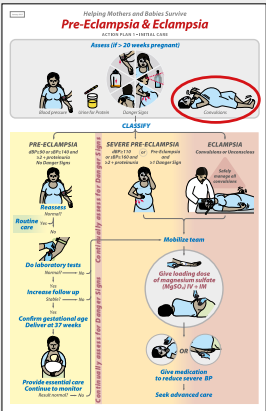 Helping Mothers and Babies Survive
Pre-Eclampsia & Eclampsia
ACTION PLAN 1 • INITIAL CARE
Assess (if > 20 weeks pregnant)
Blood pressure
Urine for Protein
Danger Signs
Convulsions
CLASSIFY
PRE-ECLAMPSIA
dBP≥90 or sBP≥140 and
≥2 + proteinuria
No Danger Signs
SEVERE PRE-ECLAMPSIA
dBP≥110
or sBP≥160 and
≥2 + proteinuria
or
Pre-Eclampsia
and
≥1 Danger Sign
ECLAMPSIA
Convulsions or Unconscious
Safely
manage all
convulsions
Continually assess for Danger Signs
Continually assess for Danger Signs
Reassess
Normal?
Routine
care
Yes
No
Mobilize team
Do laboratory tests
Normal?
No
Yes
Increase follow up
Stable?
No
Yes
Confirm gestational age
Deliver at 37 weeks
Give loading dose
of magnesium sulfate
(MgSO₄) IV + IM
OR
Provide essential care
Continue to monitor
Result normal?
No
Give medication
to reduce severe BP
Seek advanced care